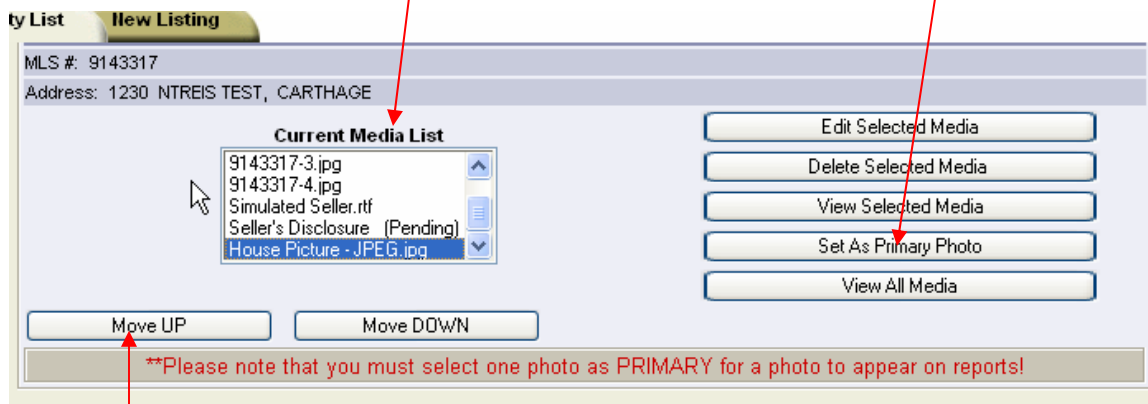 ty List New Listing
MLS #: 9143317
Address: 1230 NTREIS TEST, CARTHAGE
Current Media List
9143317-3.jpg
9143317-4.jpg
Simulated Seller.rtf
Seller's Disclosure (Pending)
House Picture - JPEG.jpg
Edit Selected Media
Delete Selected Media
View Selected Media
Set As Primary Photo
View All Media
Move UP Move DOWN
**Please note that you must select one photo as PRIMARY for a photo to appear on reports!